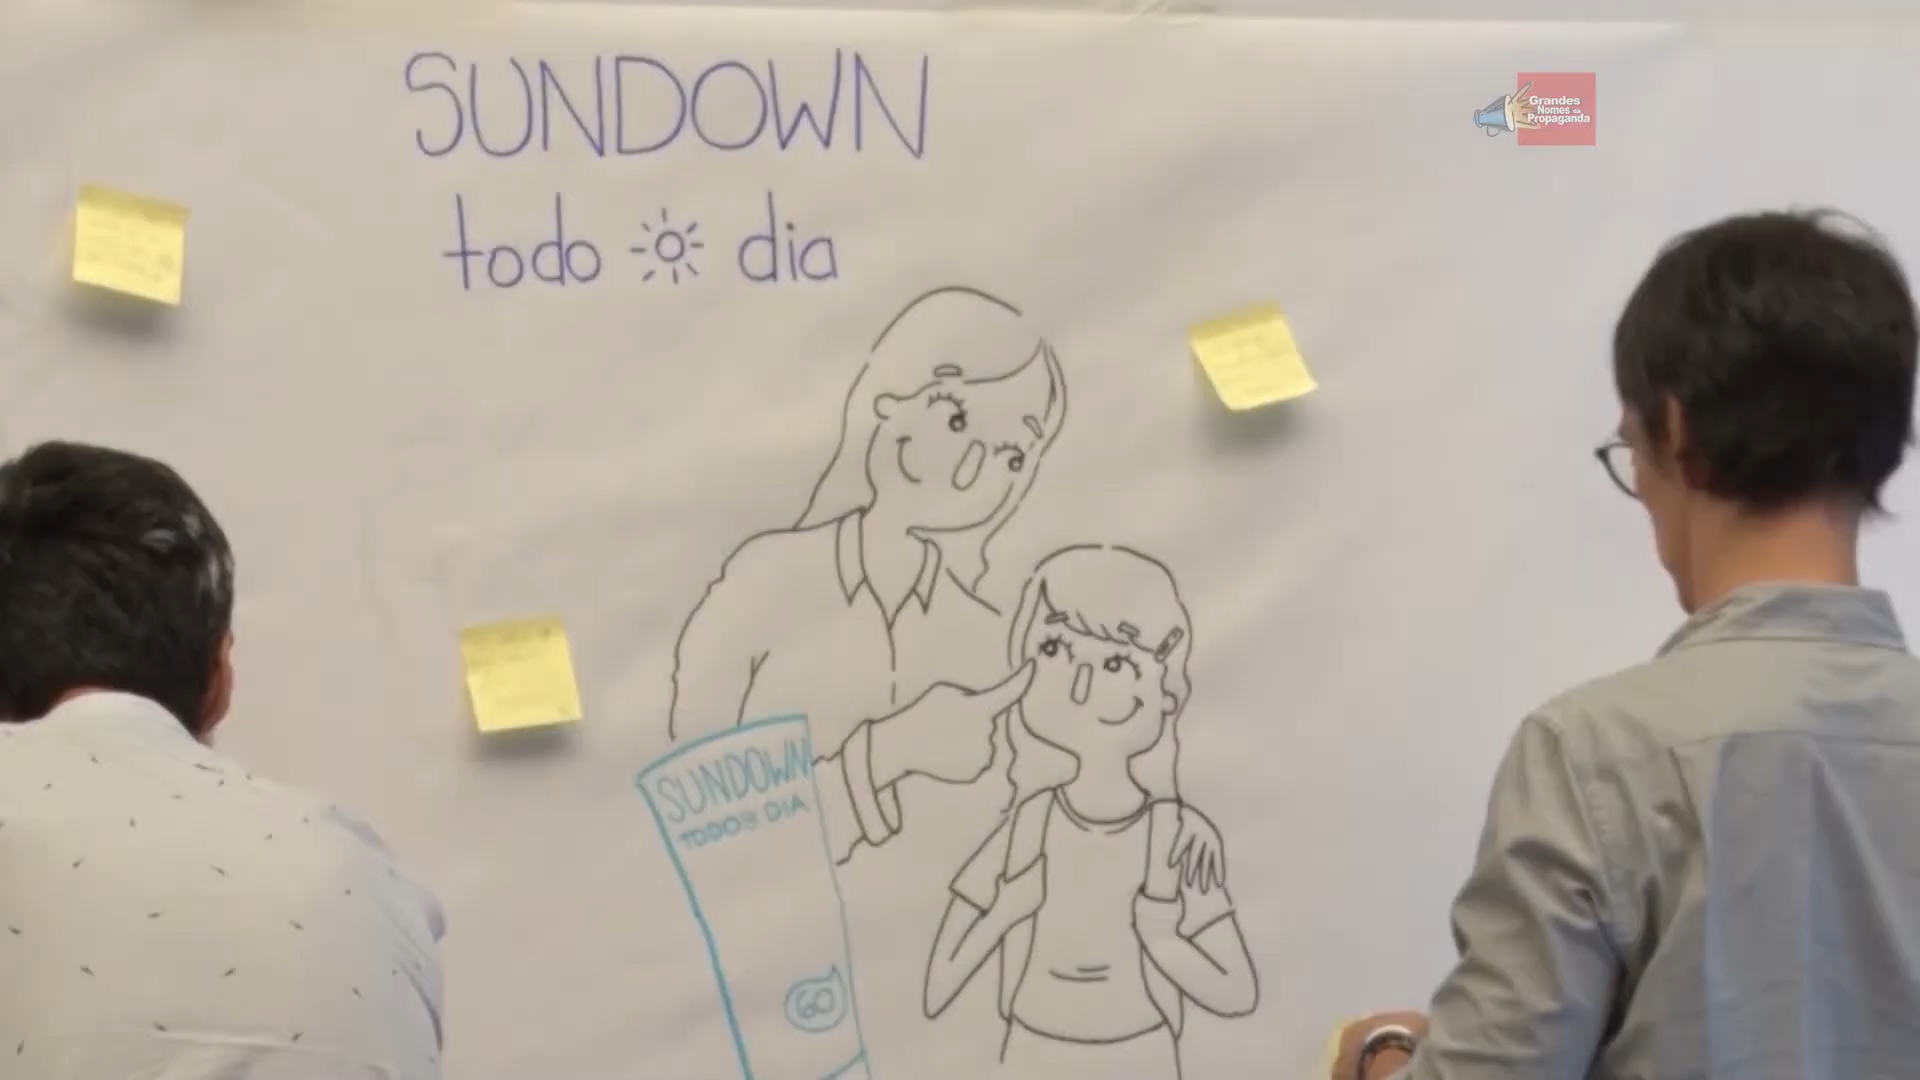 SUNDOWN
todo dia
Grandes
Nomes da
Propaganda
SUNDOWN
TODO DIA
60